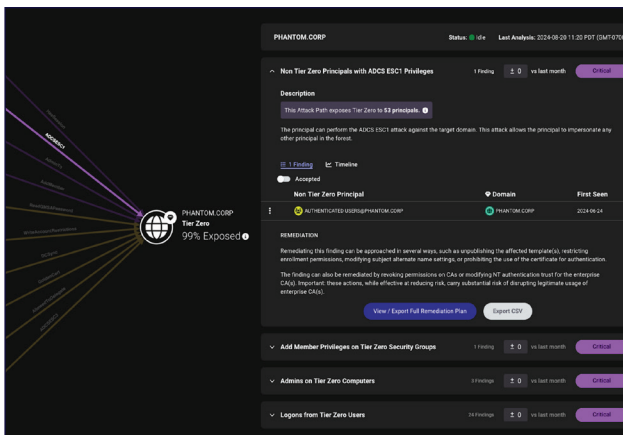 PHANTOM.CORP
Status: Idle Last Analysis: 2024-08-20 11:20 PDT (GMT-070
Non Tier Zero Principals with ADCS ESC1 Privileges
1 Finding ± 0 vs last month Critical
Description
This Attack Path exposes Tier Zero to 53 principals.
The principal can perform the ADCS ESC1 attack against the target domain. This attack allows the principal to impersonate any
other principal in the forest.
1 Finding Timeline
Accepted
Non Tier Zero Principal Domain First Seen
AUTHENTICATED USERS@PHANTOM.CORP PHANTOM.CORP 2024-06-24
REMEDIATION
Remediating this finding can be approached in several ways, such as unpublishing the affected template(s), restricting
enrollment permissions, modifying subject alternate name settings, or prohibiting the use of the certificate for authentication.
The finding can also be remediated by revoking permissions on CAs or modifying NT authentication trust for the enterprise
CA(s). Important: these actions, while effective at reducing risk, carry substantial risk of disrupting legitimate usage of
enterprise CA(s).
View / Export Full Remediation Plan Export CSV
Add Member Privileges on Tier Zero Security Groups 1 Finding ± 0 vs last month Critical
Admins on Tier Zero Computers 3 Findings ± 0 vs last month Critical
Logons from Tier Zero Users 24 Findings ± 0 vs last month Critical
ADCSESC1
PHANTOM.CORP
Tier Zero
99% Exposed